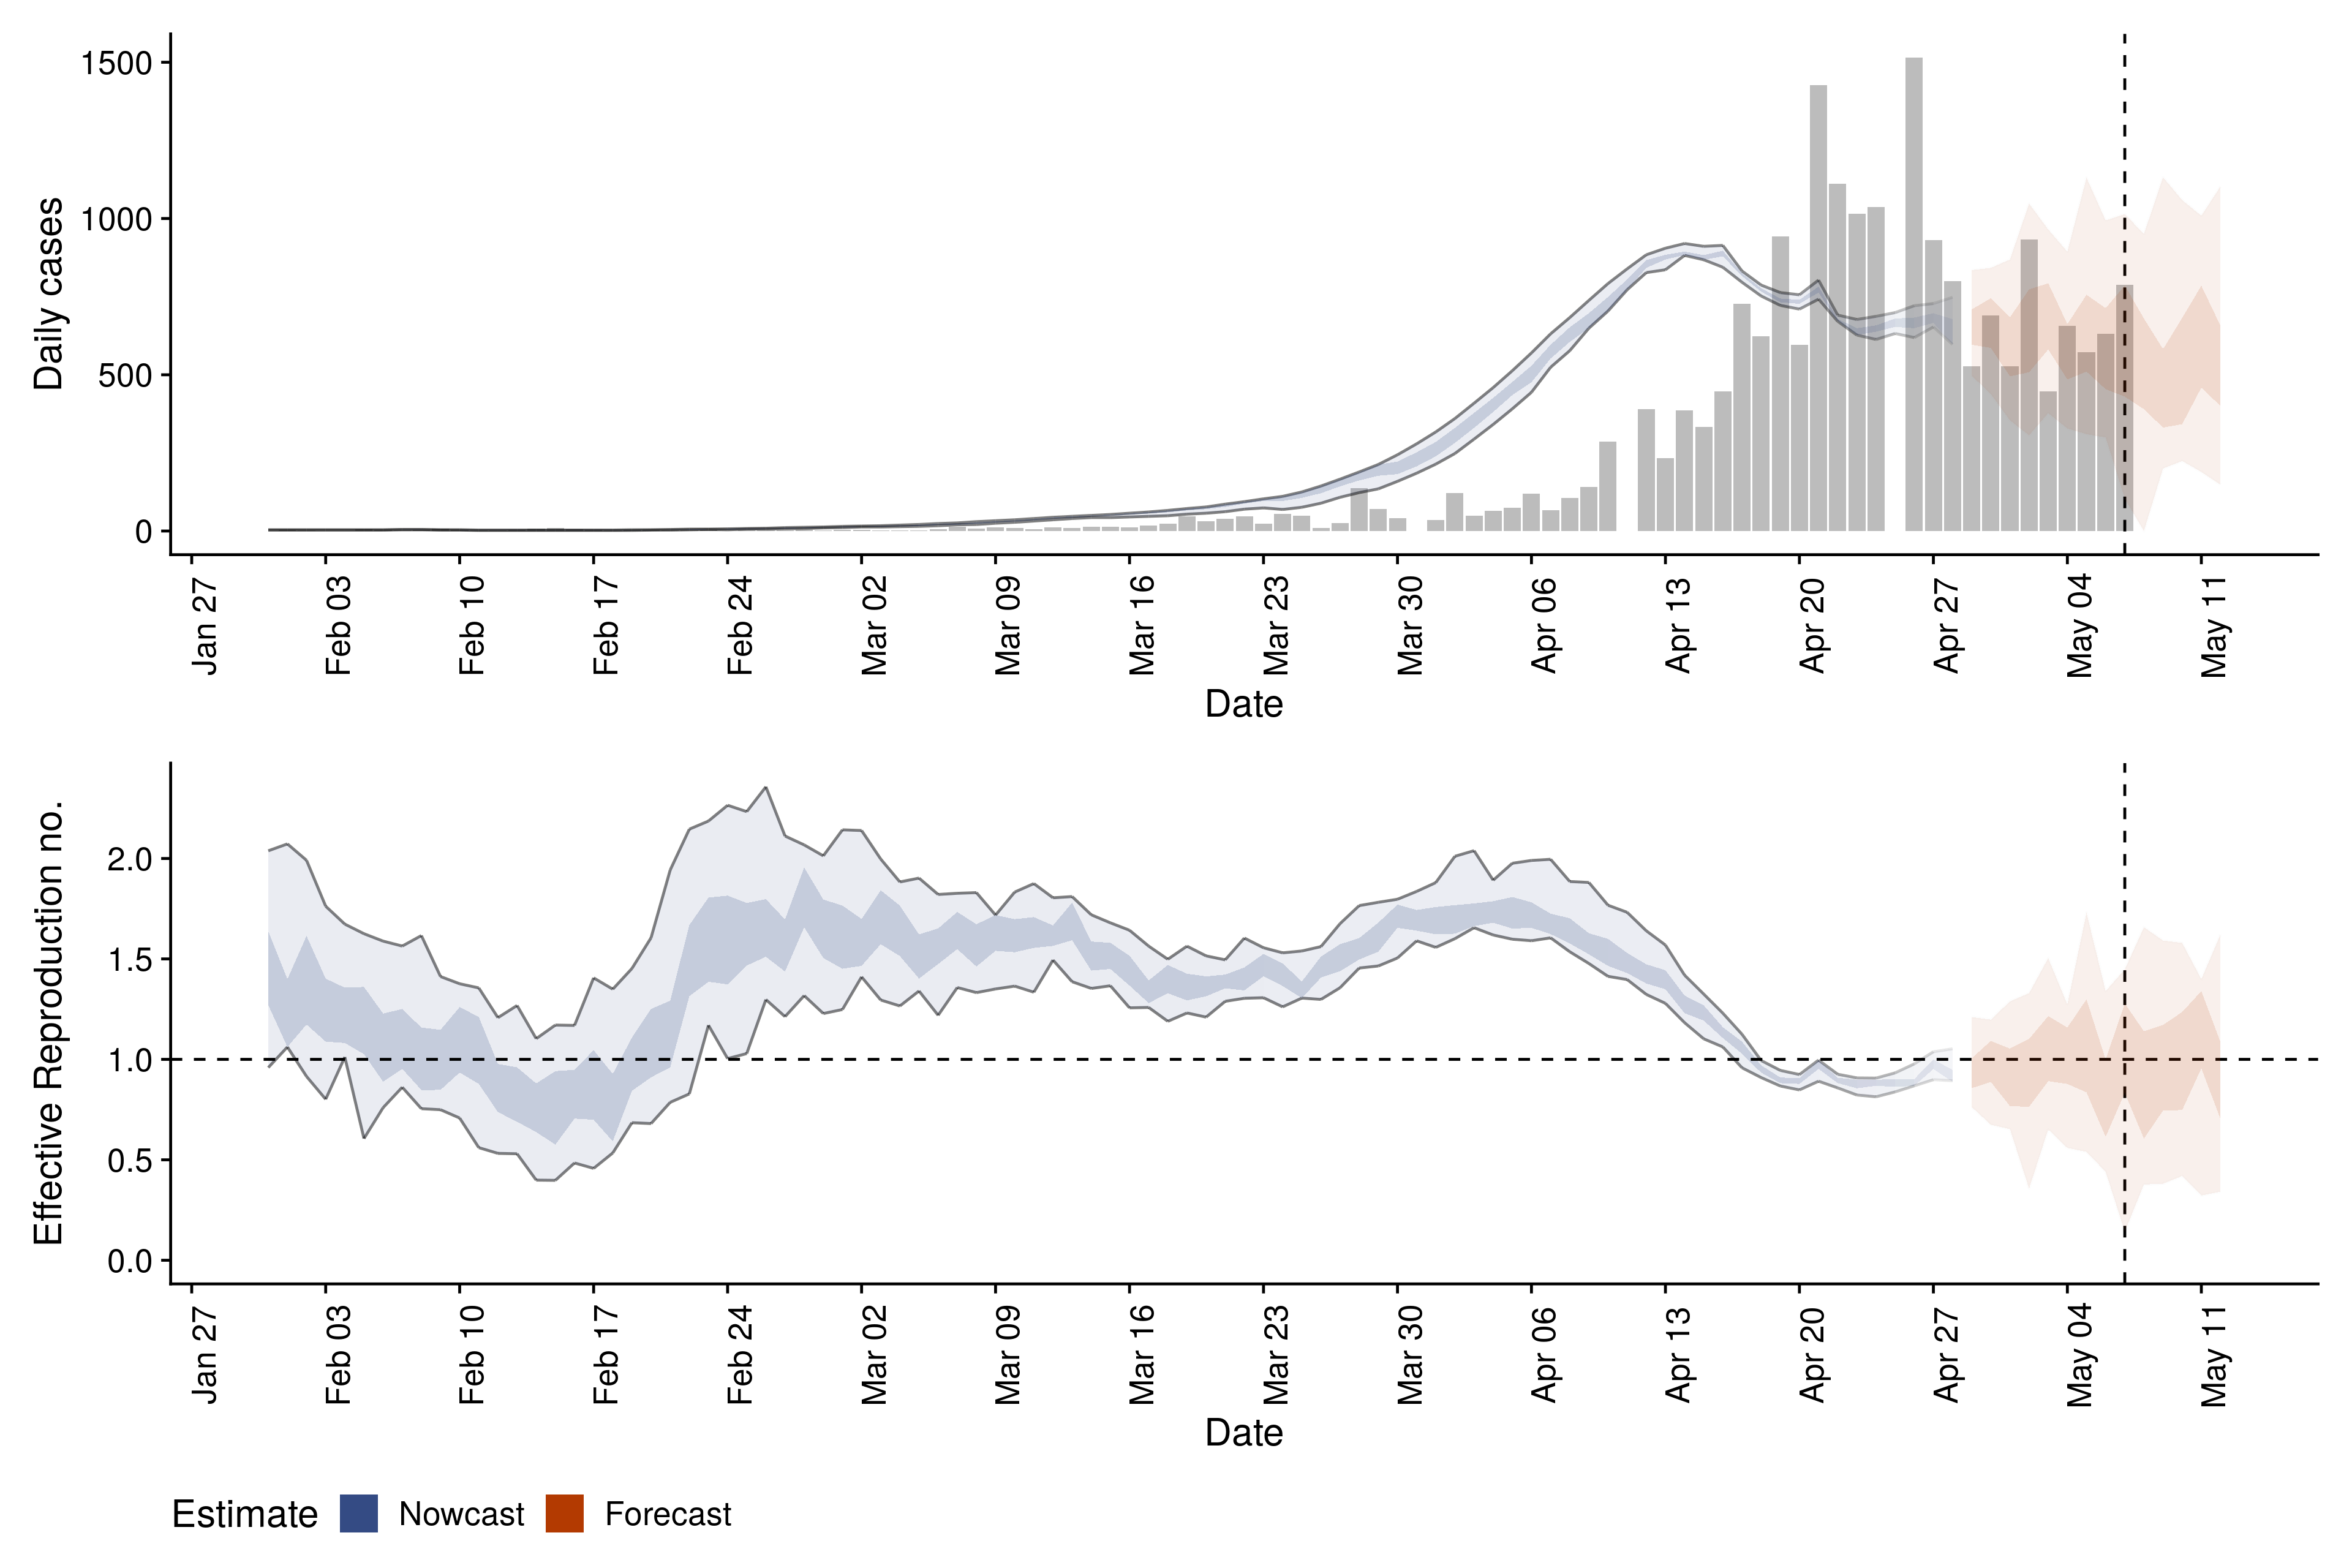 Daily cases
1500
1000
500
0
Jan 27
Feb 03
Feb 10
Feb 17
Feb 24
Mar 02
Mar 09
Mar 16
Mar 23
Mar 30
Apr 06
Apr 13
Apr 20
Apr 27
May 04
May 11
Date
Effective Reproduction no.
2.0
1.5
1.0
0.5
0.0
Jan 27
Feb 03
Feb 10
Feb 17
Feb 24
Mar 02
Mar 09
Mar 16
Mar 23
Mar 30
Apr 06
Apr 13
Apr 20
Apr 27
May 04
May 11
Date
Estimate Nowcast Forecast